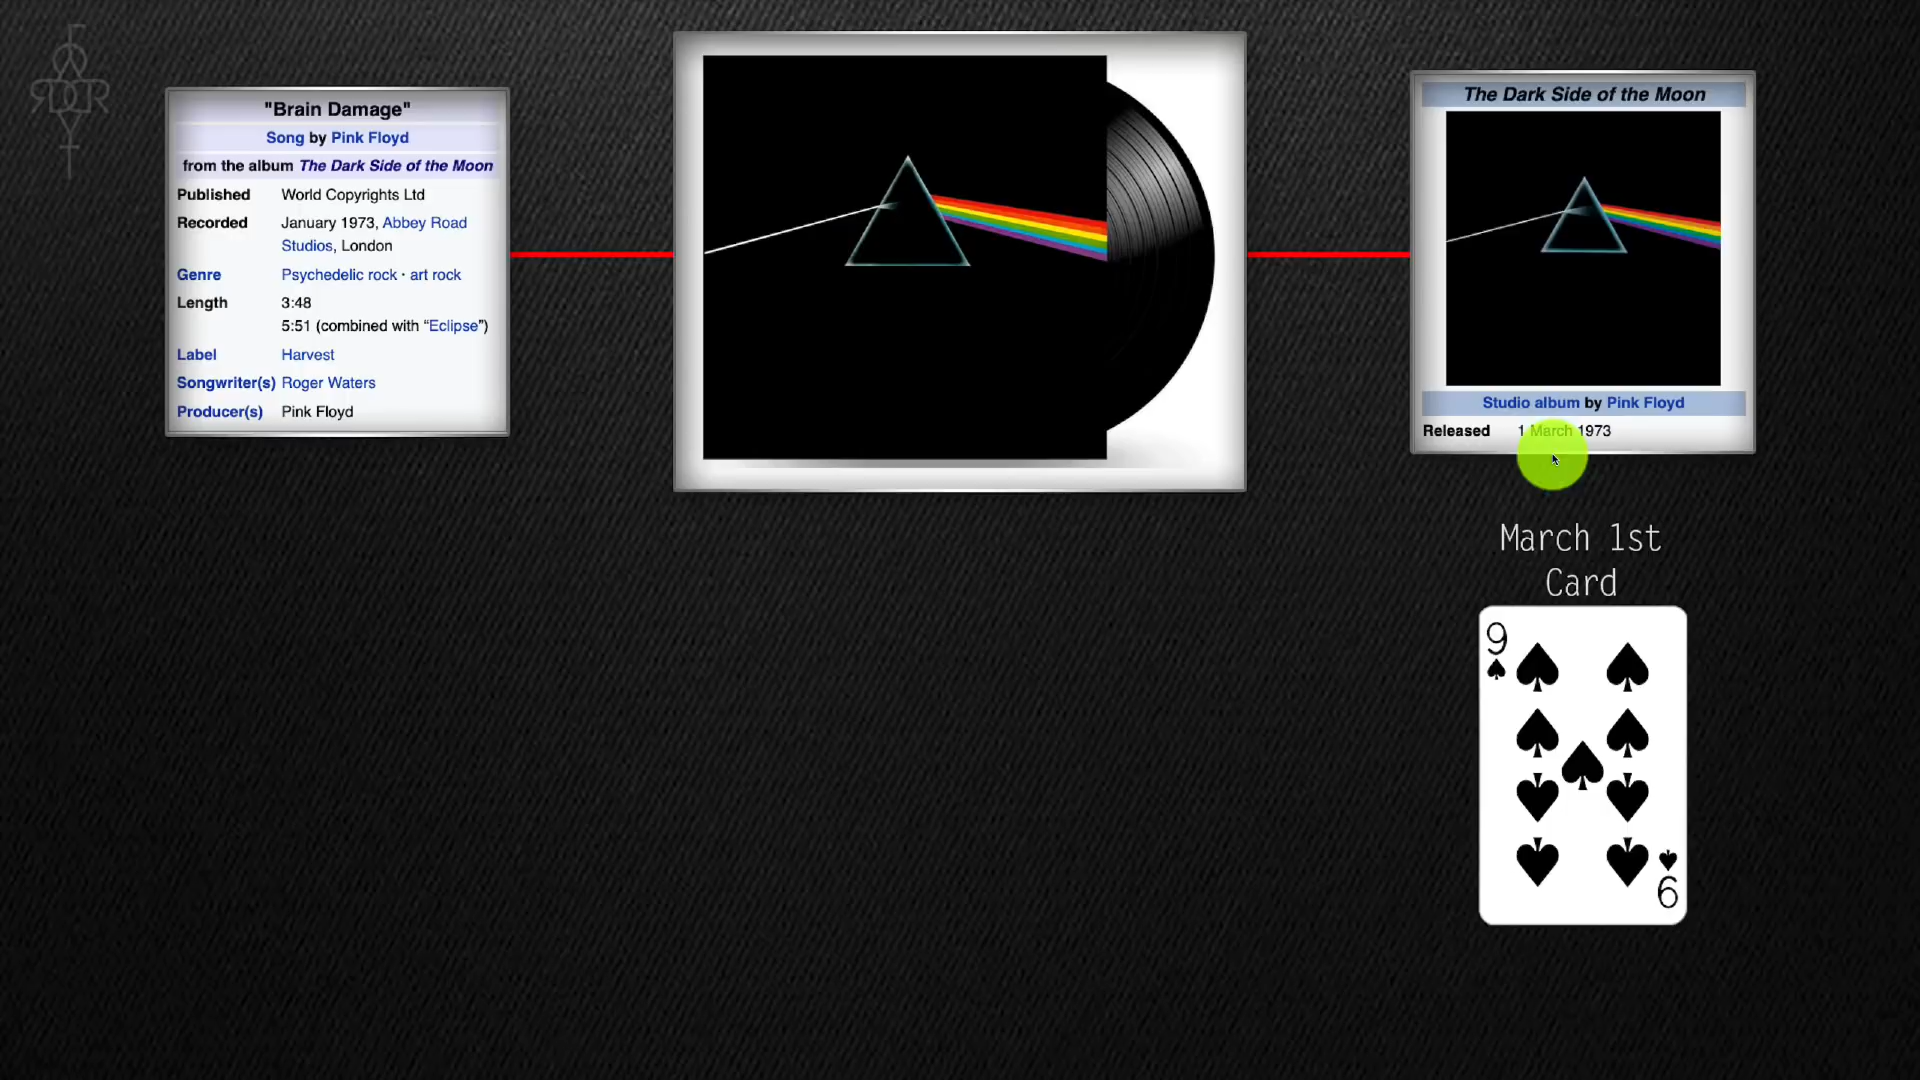 "Brain Damage"
Song by Pink Floyd
from the album The Dark Side of the Moon
Published World Copyrights Ltd
Recorded January 1973, Abbey Road
Studios, London
Genre Psychedelic rock · art rock
Length 3:48
5:51 (combined with “Eclipse”)
Label Harvest
Songwriter(s) Roger Waters
Producer(s) Pink Floyd
The Dark Side of the Moon
Studio album by Pink Floyd
Released 1 March 1973
March 1st
Card
9
9